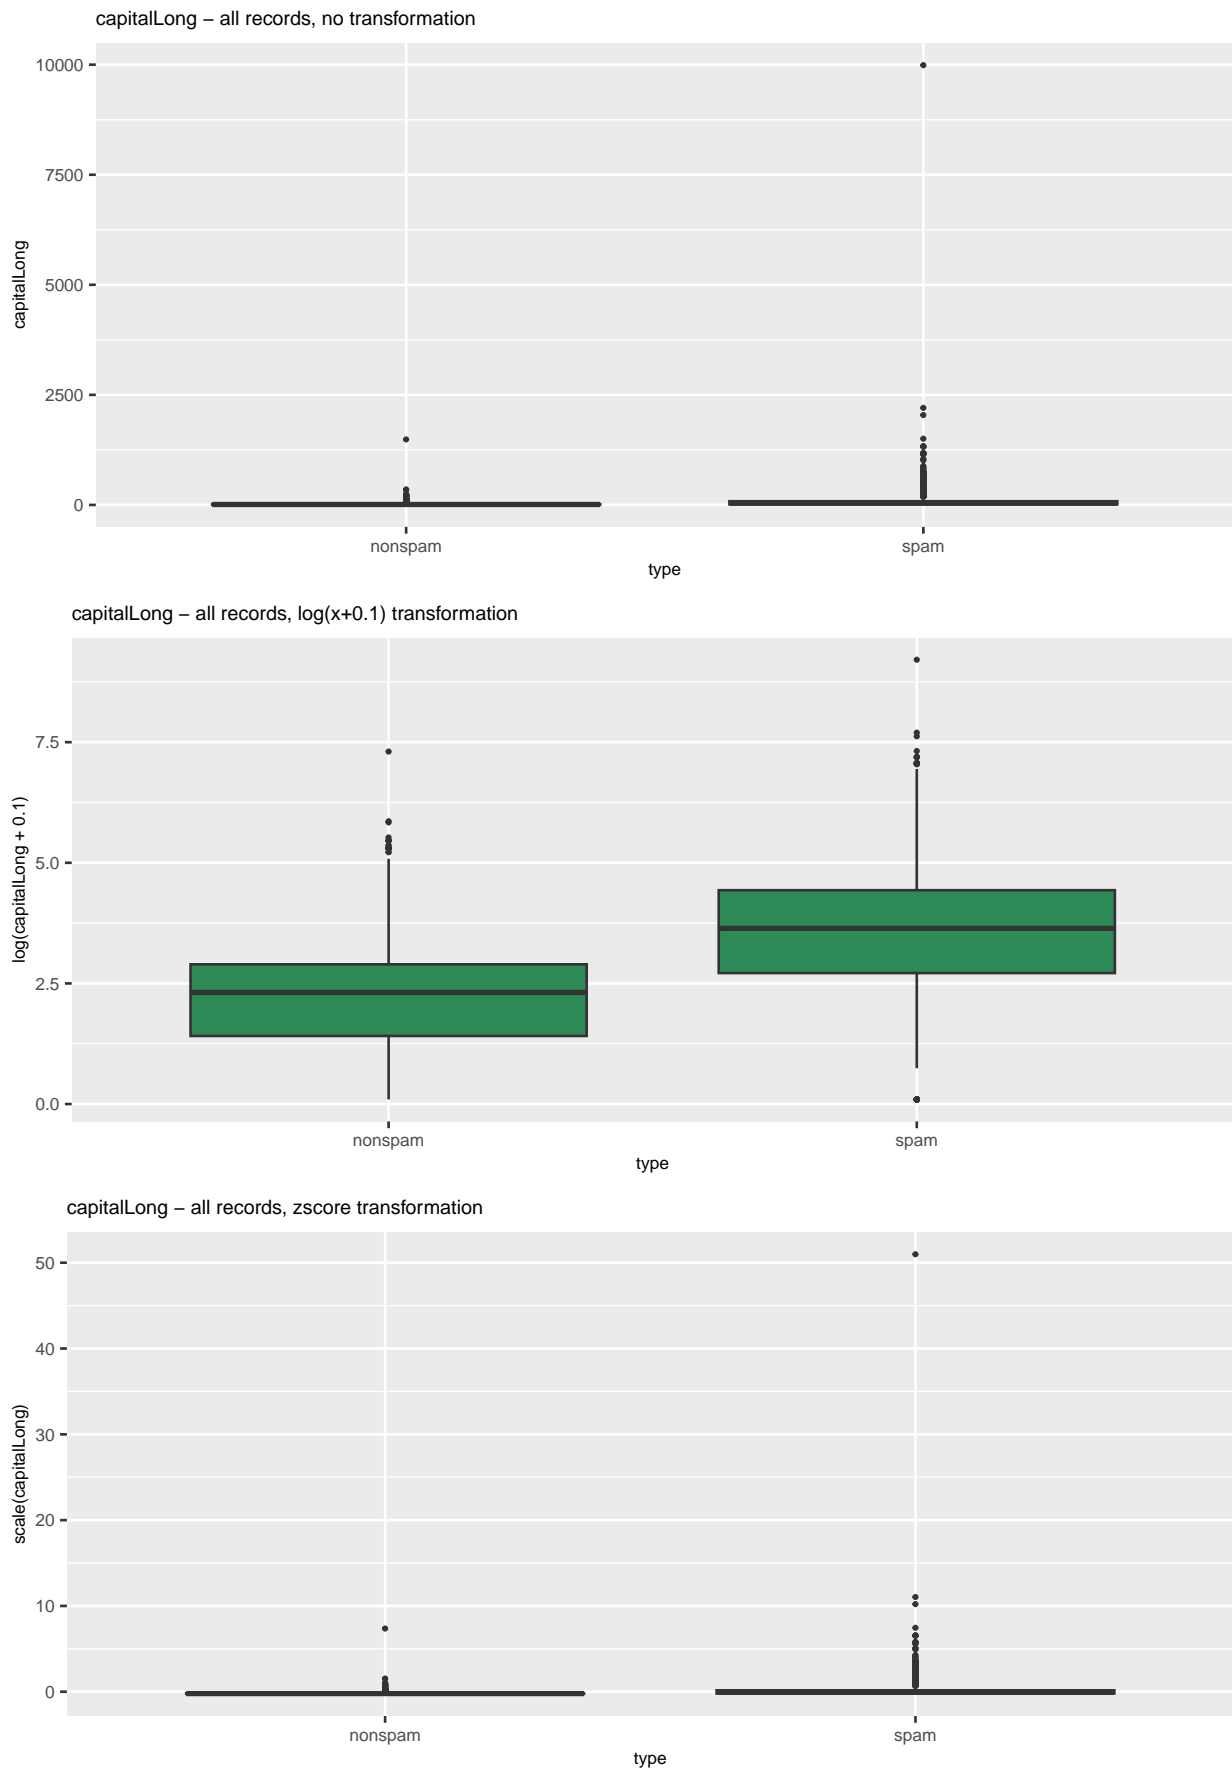 capitalLong – all records, no transformation
10000
7500
5000
2500
0
capitalLong
nonspam
spam
type
capitalLong – all records, log(x+0.1) transformation
7.5
5.0
2.5
0.0
log(capitalLong + 0.1)
nonspam
spam
type
capitalLong – all records, zscore transformation
50
40
30
20
10
0
scale(capitalLong)
nonspam
spam
type